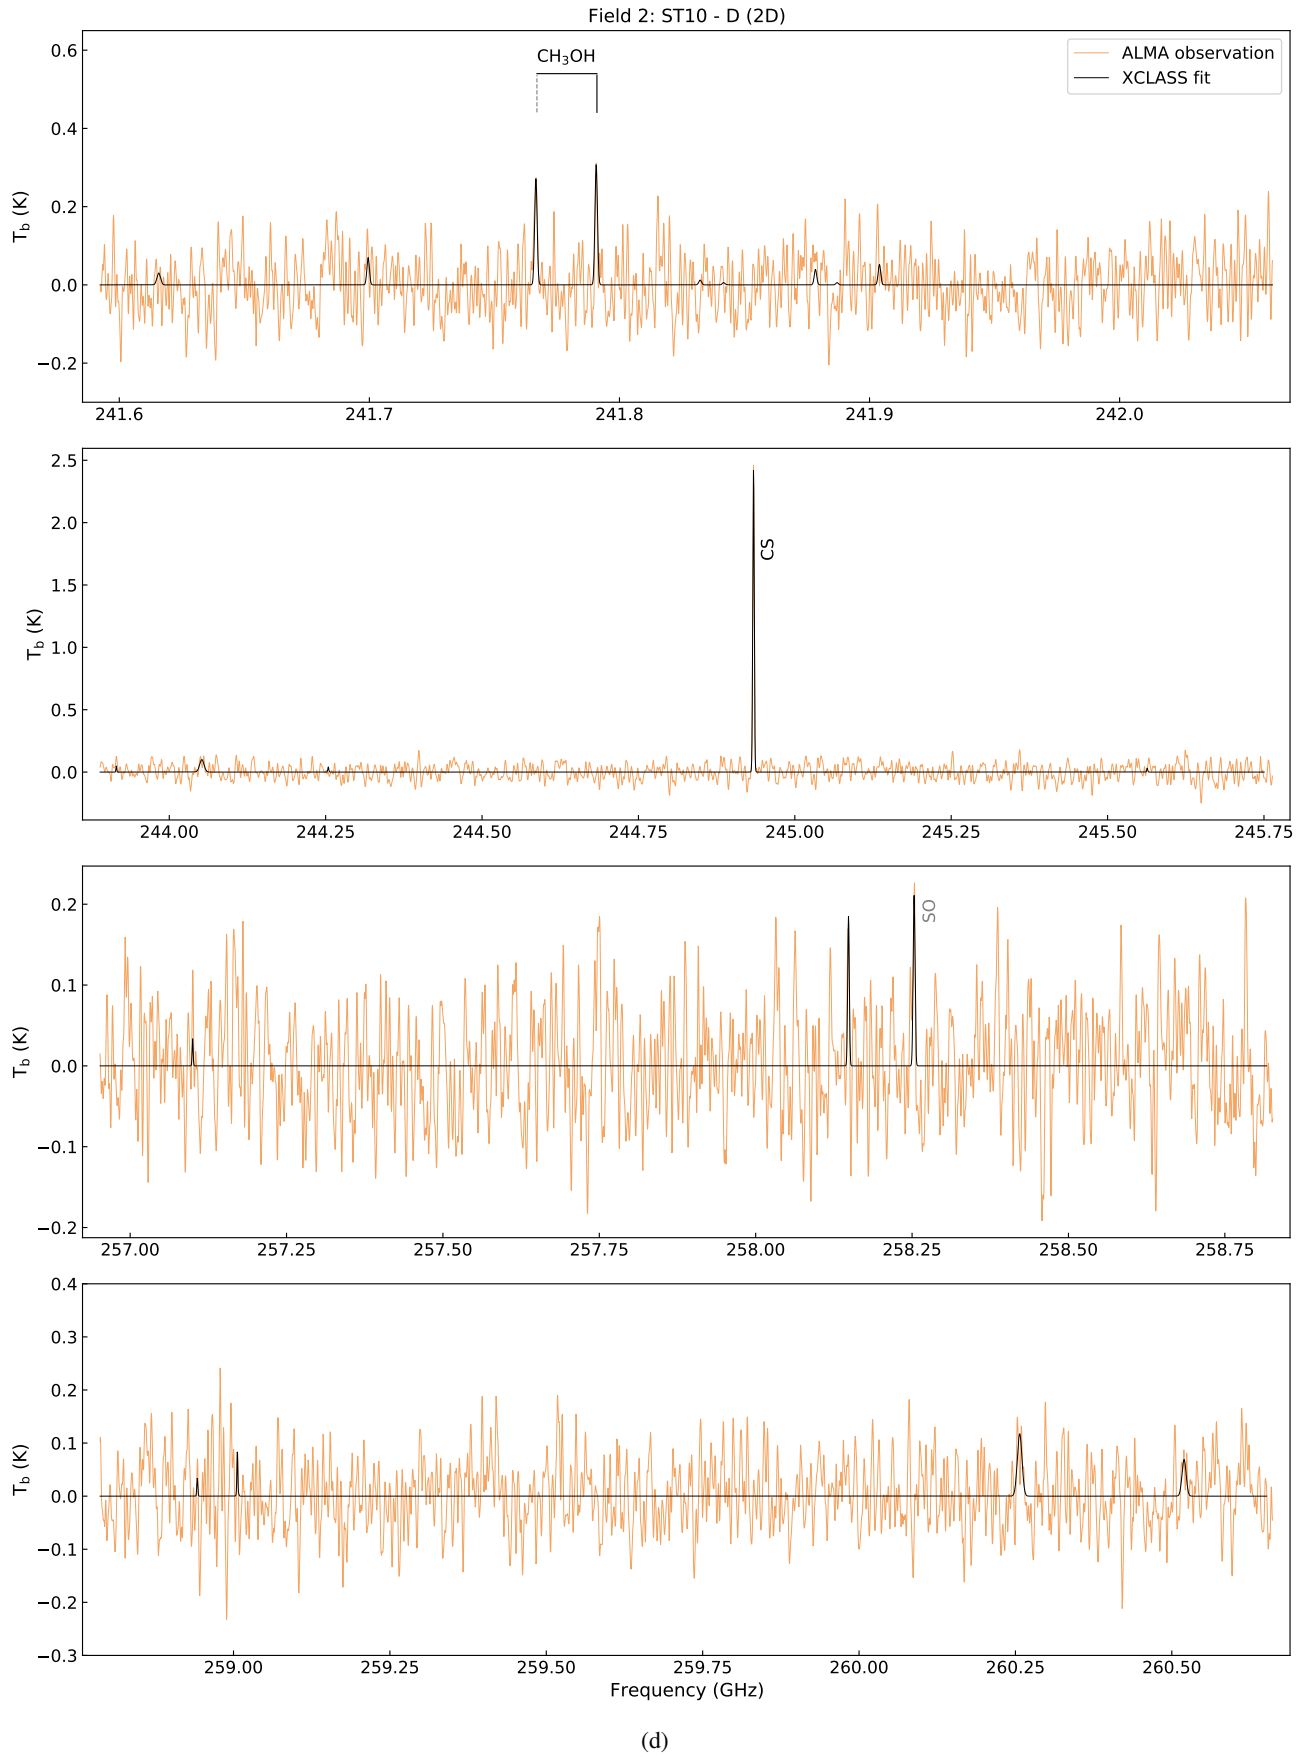 Field 2: ST10 - D (2D)
CH₃OH
ALMA observation
XCLASS fit
T_b (K)
0.6
0.4
0.2
0.0
−0.2
241.6 241.7 241.8 241.9 242.0
T_b (K)
2.5
2.0
1.5
1.0
0.5
0.0
CS
244.00 244.25 244.50 244.75 245.00 245.25 245.50 245.75
T_b (K)
0.2
0.1
0.0
−0.1
−0.2
SO
257.00 257.25 257.50 257.75 258.00 258.25 258.50 258.75
T_b (K)
0.4
0.3
0.2
0.1
0.0
−0.1
−0.2
−0.3
259.00 259.25 259.50 259.75 260.00 260.25 260.50
Frequency (GHz)
(d)